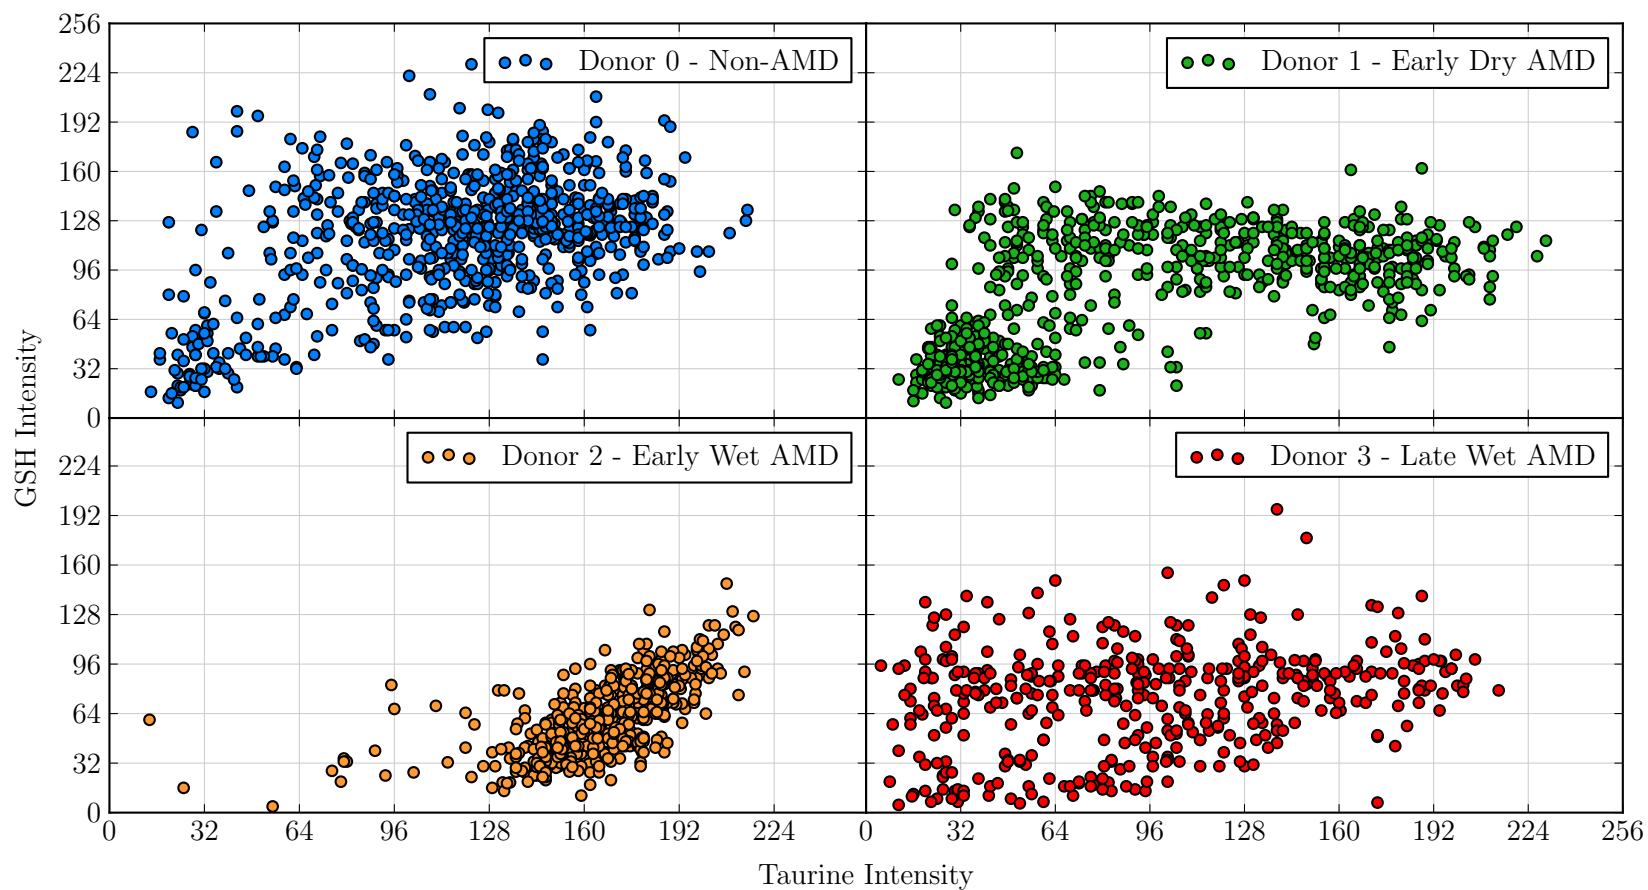 256
224
192
160
128
96
64
32
0
Donor 0 - Non-AMD
Donor 1 - Early Dry AMD
GSH Intensity
224
192
160
128
96
64
32
0
Donor 2 - Early Wet AMD
Donor 3 - Late Wet AMD
0 32 64 96 128 160 192 224 0 32 64 96 128 160 192 224 256
Taurine Intensity